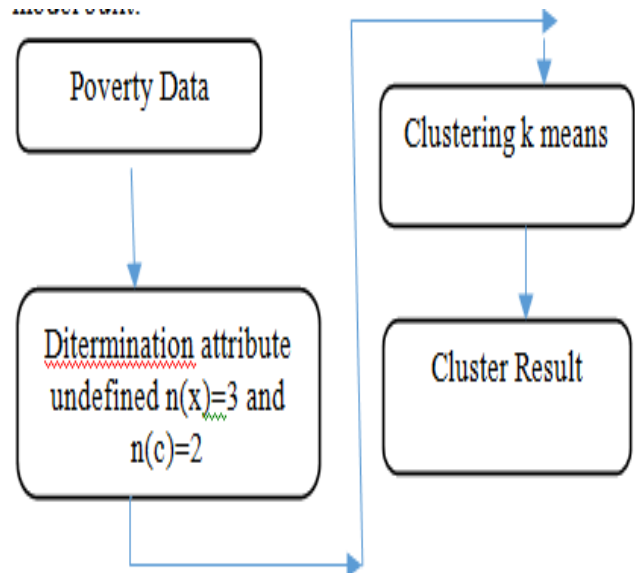 Poverty Data
Ditermination attribute
undefined n(x)=3 and
n(c)=2
Clustering k means
Cluster Result